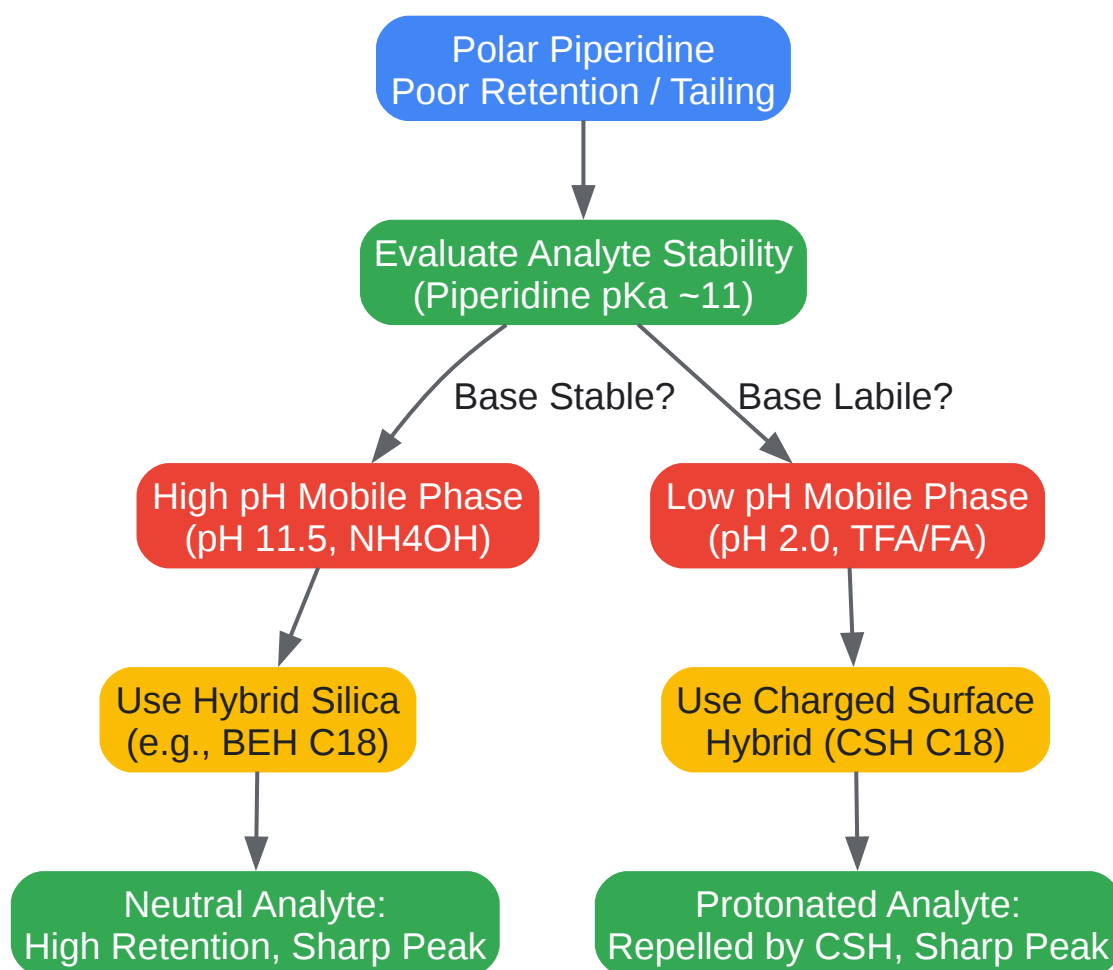 Polar Piperidine
Poor Retention / Tailing
Evaluate Analyte Stability
(Piperidine pKa ~11)
Base Stable?
Base Labile?
High pH Mobile Phase
(pH 11.5, NH4OH)
Low pH Mobile Phase
(pH 2.0, TFA/FA)
Use Hybrid Silica
(e.g., BEH C18)
Use Charged Surface
Hybrid (CSH C18)
Neutral Analyte:
High Retention, Sharp Peak
Protonated Analyte:
Repelled by CSH, Sharp Peak